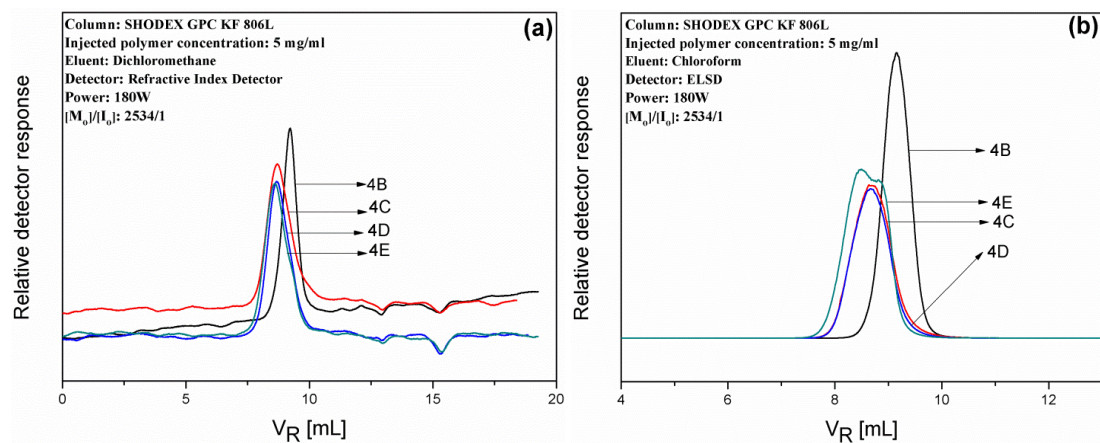 Column: SHODEX GPC KF 806L
(a)
Injected polymer concentration: 5 mg/ml
Eluent: Dichloromethane
Detector: Refractive Index Detector
Power: 180W
[Mo]/[Io]: 2534/1
Relative detector response
4B
4C
4D
4E
0 5 10 15 20
VR [mL]
Column: SHODEX GPC KF 806L
(b)
Injected polymer concentration: 5 mg/ml
Eluent: Chloroform
Detector: ELSD
Power: 180W
[Mo]/[Io]: 2534/1
Relative detector response
4B
4E
4C
4D
4 6 8 10 12
VR [mL]